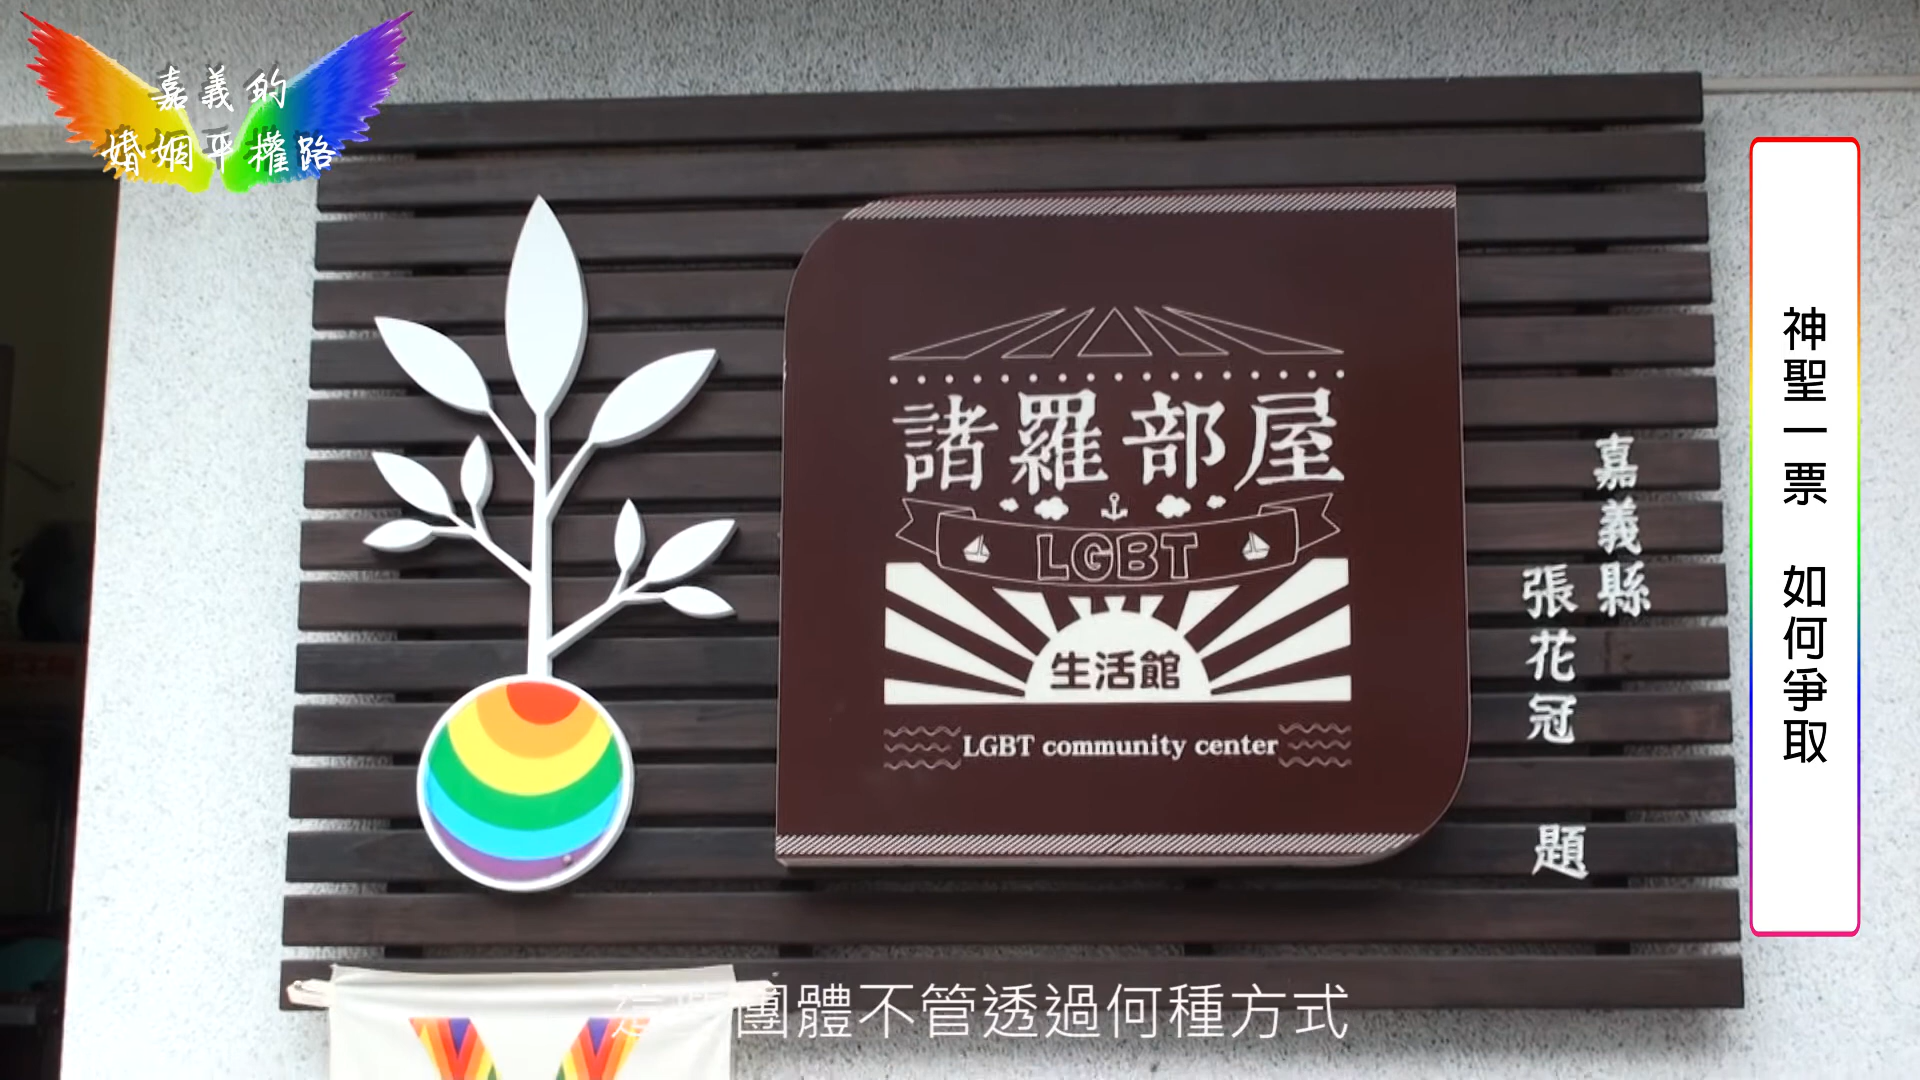 嘉義的
婚姻平權路
諸羅部屋
LGBT
生活館
LGBT community center
嘉義縣
張花冠 題
神聖一票 如何爭取
這些團體不管透過何種方式